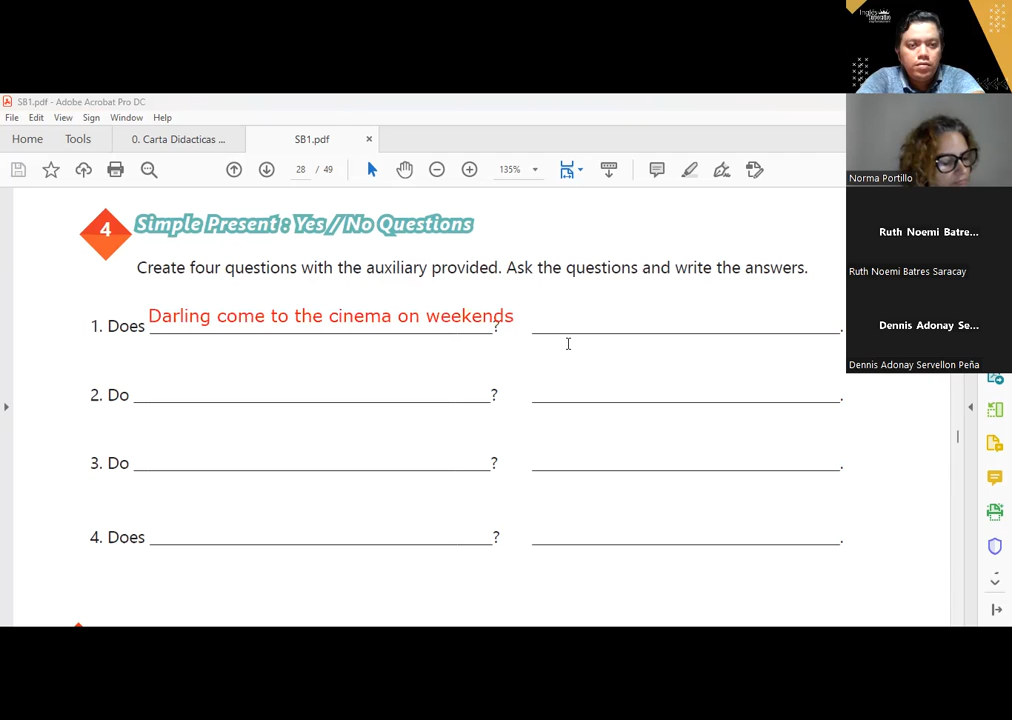 SB1.pdf - Adobe Acrobat Pro DC
File Edit View Sign Window Help
Home Tools 0. Carta Didacticas ... SB1.pdf ×
28 / 49 135%
4 Simple Present : Yes / No Questions
Create four questions with the auxiliary provided. Ask the questions and write the answers.
1. Does Darling come to the cinema on weekends ? .
2. Do ? .
3. Do ? .
4. Does ? .
Inglés
Norma Portillo
Ruth Noemi Batre...
Ruth Noemi Batres Saracay
Dennis Adonay Se...
Dennis Adonay Servellon Peña